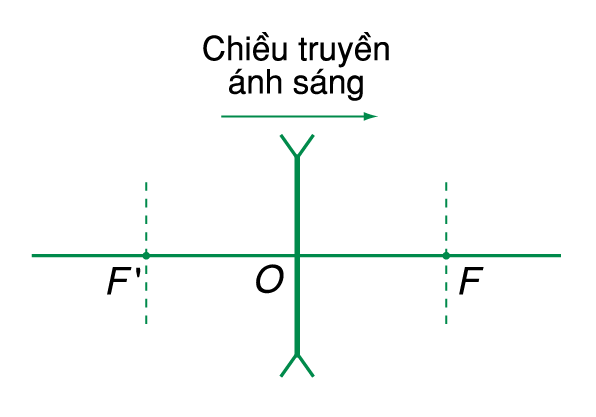 Chiều truyền
ánh sáng
F' O F